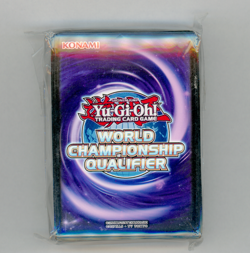 KONAMI
Yu-Gi-Oh!
TRADING CARD GAME
WORLD
CHAMPIONSHIP
QUALIFIER